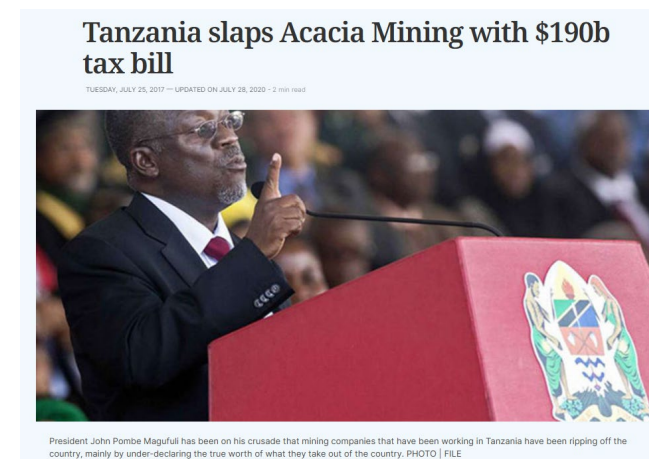 Tanzania slaps Acacia Mining with $190b
tax bill
TUESDAY, JULY 25, 2017 — UPDATED ON JULY 28, 2020 - 2 min read
President John Pombe Magufuli has been on his crusade that mining companies that have been working in Tanzania have been ripping off the
country, mainly by under-declaring the true worth of what they take out of the country. PHOTO | FILE